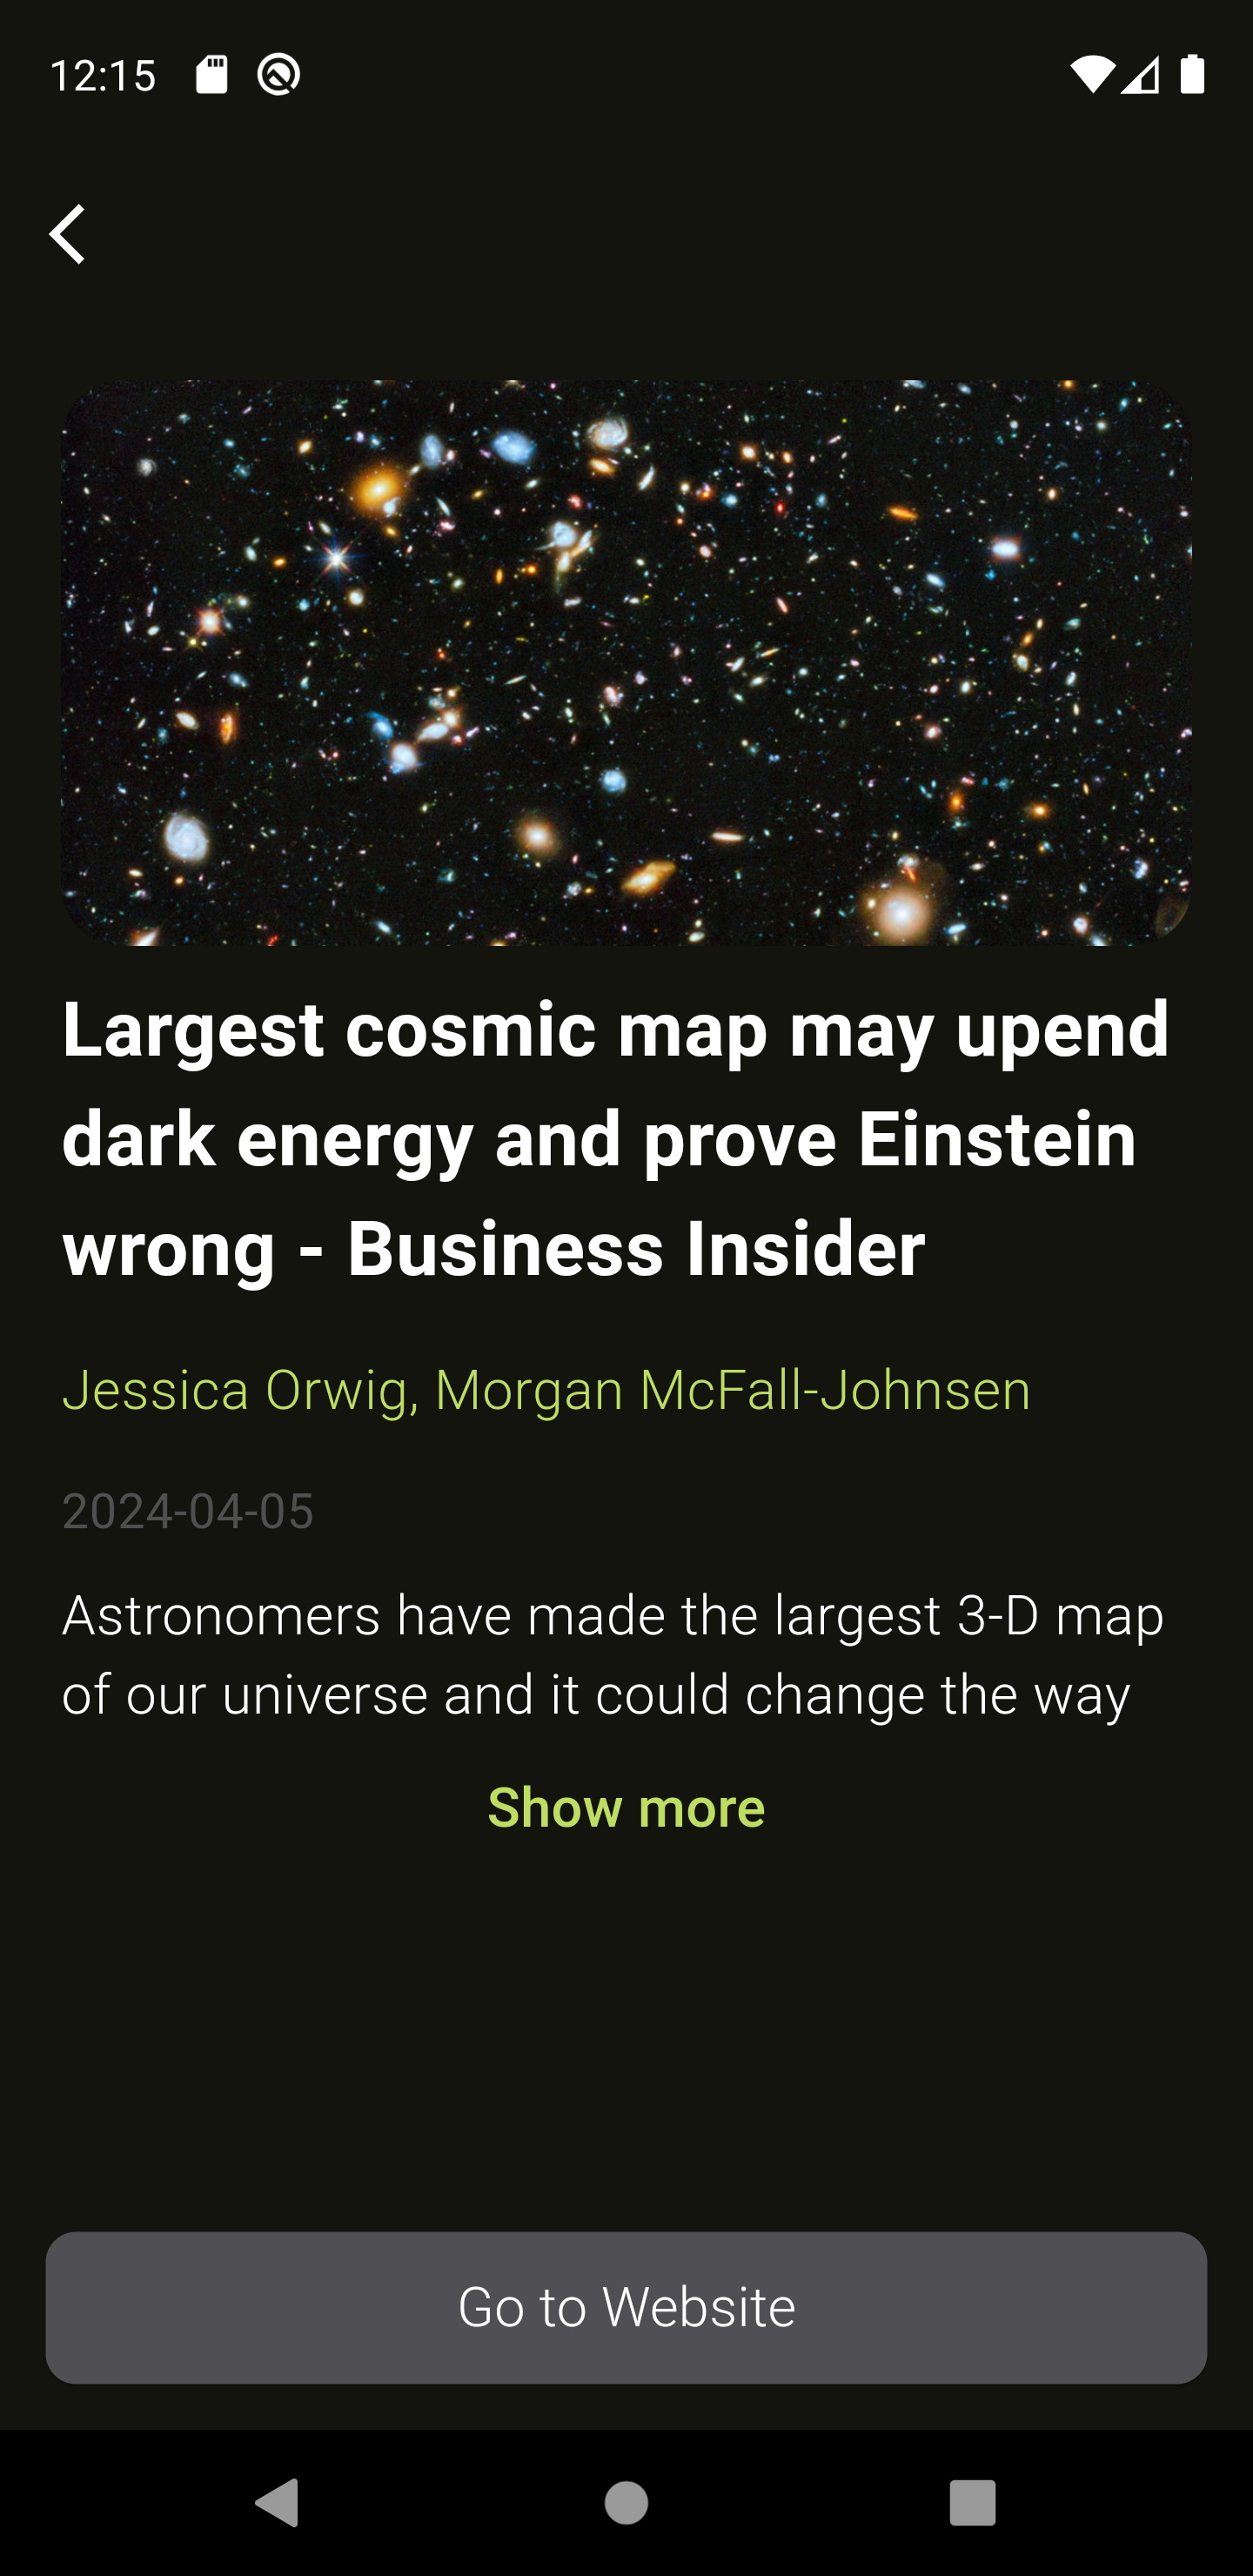 12:15
Largest cosmic map may upend
dark energy and prove Einstein
wrong - Business Insider
Jessica Orwig, Morgan McFall-Johnsen
2024-04-05
Astronomers have made the largest 3-D map
of our universe and it could change the way
Show more
Go to Website